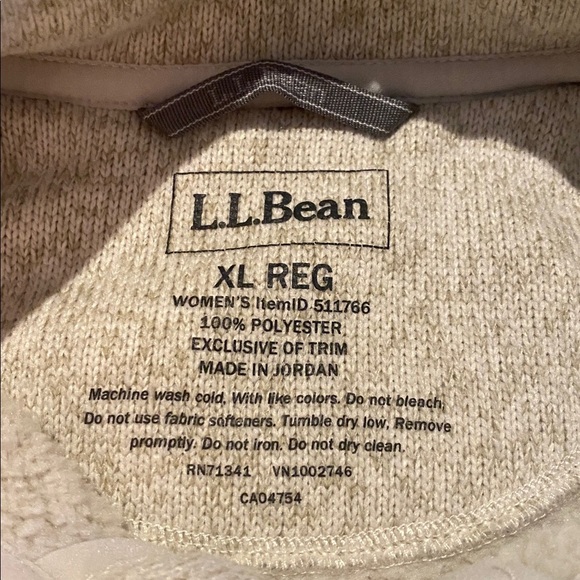 L.L.Bean
XL REG
WOMEN'S ItemID 511766
100% POLYESTER
EXCLUSIVE OF TRIM
MADE IN JORDAN
Machine wash cold. With like colors. Do not bleach.
Do not use fabric softeners. Tumble dry low. Remove
promptly. Do not iron. Do not dry clean.
RN71341 VN1002746
CA04754